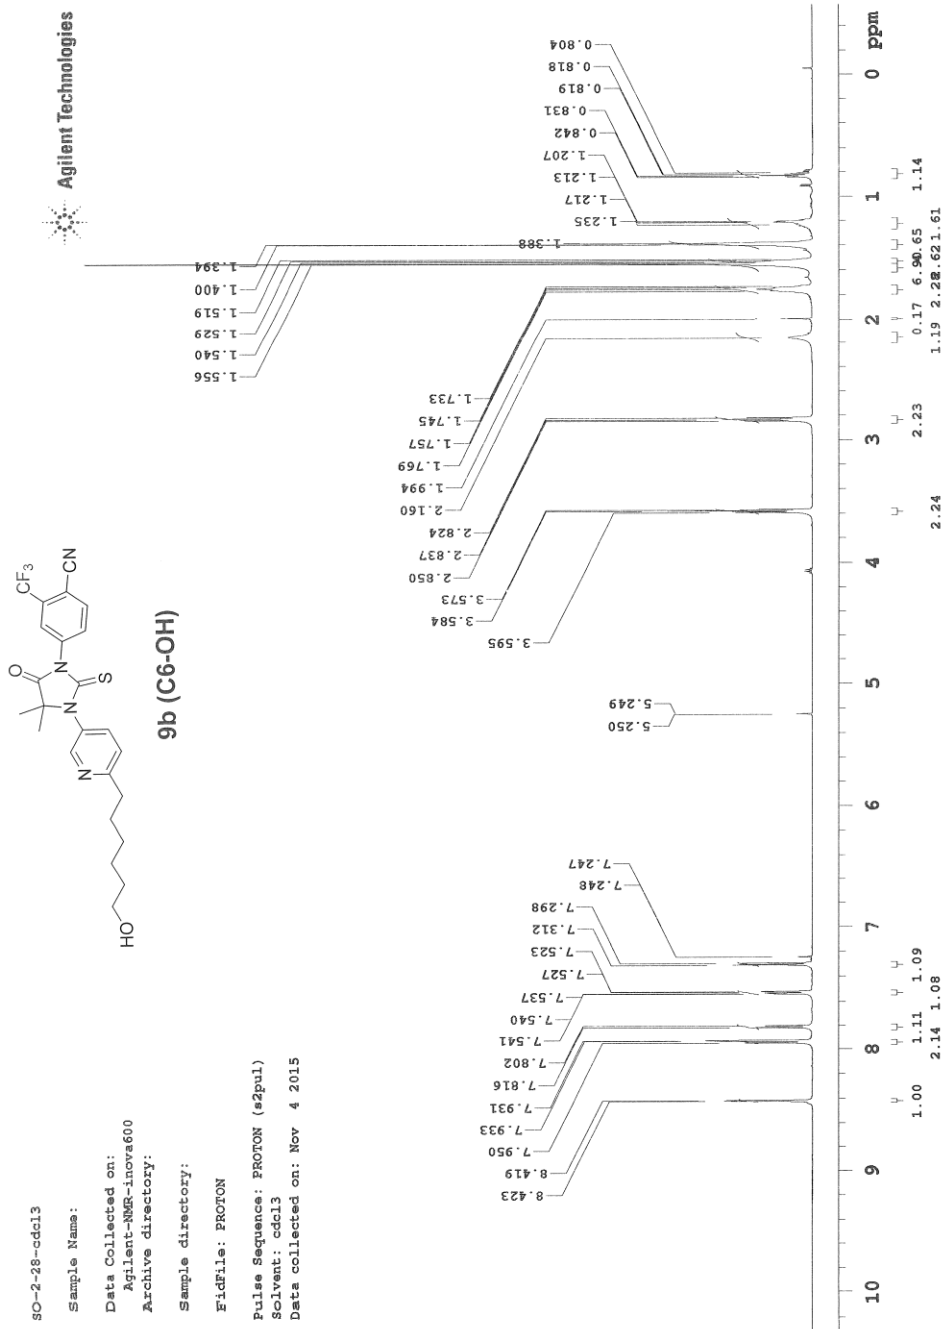 SO-2-28-cdcl3
Sample Name:
Data Collected on:
Agilent-NMR-inova600
Archive directory:
Sample directory:
FidFile: PROTON
Pulse Sequence: PROTON (s2pul)
Solvent: cdcl3
Data collected on: Nov 4 2015
Agilent Technologies
HO
N
N
N
O
S
CF3
CN
9b (C6-OH)
8.423
8.419
7.950
7.933
7.931
7.816
7.802
7.541
7.540
7.537
7.527
7.523
7.312
7.298
7.248
7.247
5.250
5.249
3.595
3.584
3.573
2.850
2.837
2.824
2.160
1.994
1.769
1.757
1.745
1.733
1.556
1.540
1.529
1.519
1.400
1.394
1.388
1.235
1.217
1.213
1.207
0.842
0.831
0.819
0.818
0.804
10 9 8 7 6 5 4 3 2 1 0 ppm
1.00
2.14
1.11
1.08
1.09
2.24
2.23
1.19
0.17
1.61
1.14